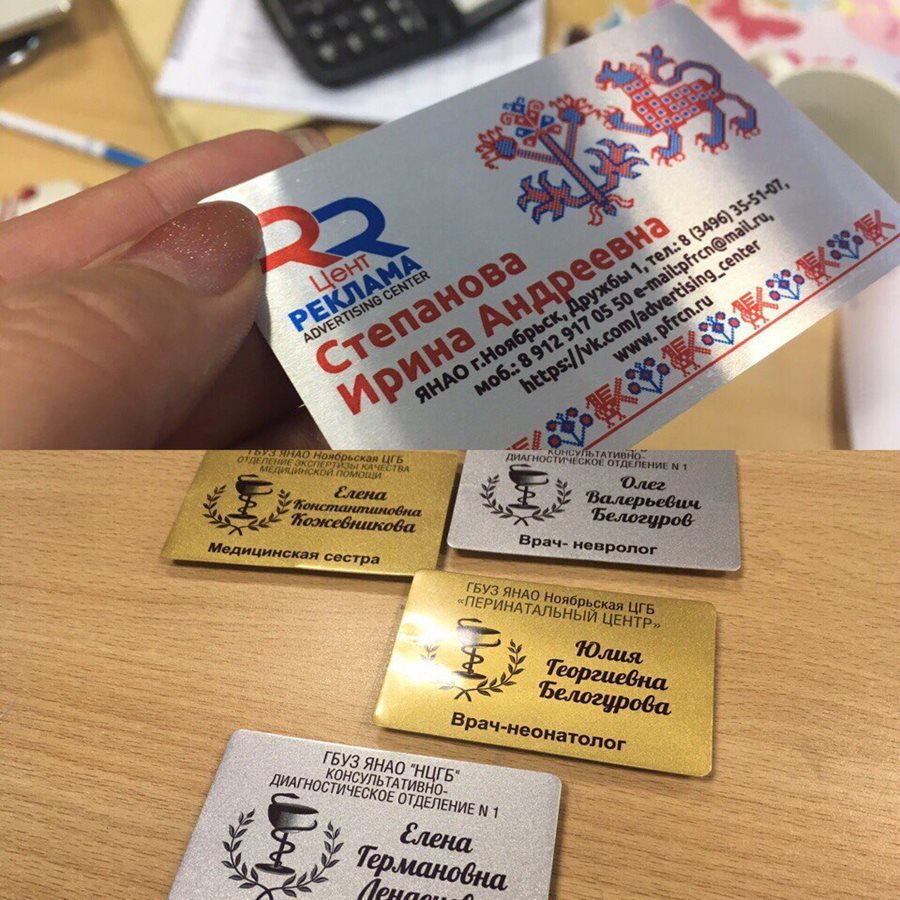 Цент
РЕКЛАМА
ADVERTISING CENTER
Степанова
Ирина Андреевна
ЯНАО г.Ноябрьск, Дружбы 1, тел.: 8 (3496) 35-51-07,
моб.: 8 912 917 05 50 e-mail:pfrcn@mail.ru,
https://vk.com/advertising_center
www.pfrcn.ru
ГБУЗ ЯНАО Ноябрьская ЦГБ
ОТДЕЛЕНИЕ ЭКСПЕРТИЗЫ КАЧЕСТВА
МЕДИЦИНСКОЙ ПОМОЩИ
Елена
Константиновна
Кожевникова
Медицинская сестра
КОНСУЛЬТАТИВНО-
ДИАГНОСТИЧЕСКОЕ ОТДЕЛЕНИЕ N 1
Олег
Валерьевич
Белогуров
Врач- невролог
ГБУЗ ЯНАО Ноябрьская ЦГБ
«ПЕРИНАТАЛЬНЫЙ ЦЕНТР»
Юлия
Георгиевна
Белогурова
Врач-неонатолог
ГБУЗ ЯНАО "НЦГБ"
КОНСУЛЬТАТИВНО-
ДИАГНОСТИЧЕСКОЕ ОТДЕЛЕНИЕ N 1
Елена
Германовна